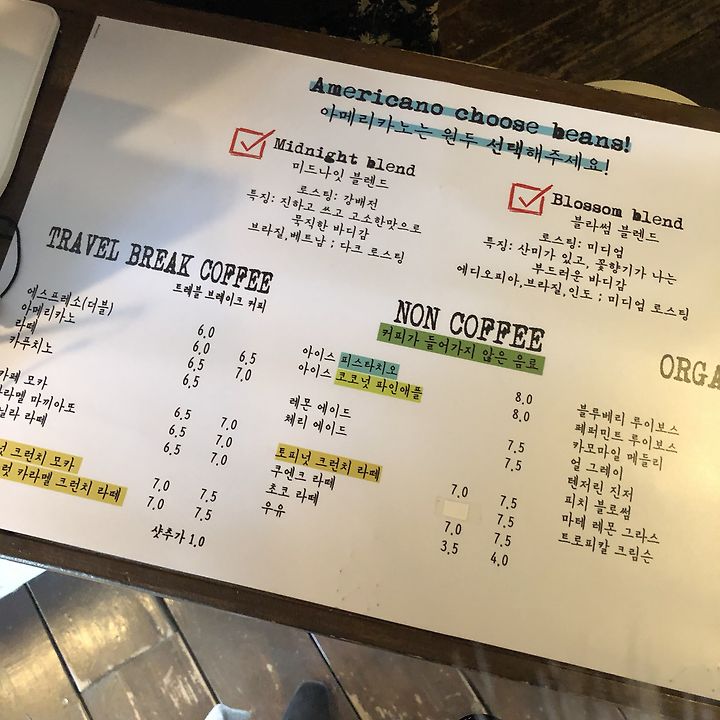 Americano choose beans!
아메리카노는 원두 선택해주세요!
Midnight blend
미드나잇 블렌드
로스팅: 강배전
특징: 진하고 쓰고 고소한맛으로
묵직한 바디감
브라질,베트남 ; 다크 로스팅
Blossom blend
블라썸 블렌드
로스팅: 미디엄
특징: 산미가 있고, 꽃향기가 나는
부드러운 바디감
에디오피아,브라질,인도 ; 미디엄 로스팅
TRAVEL BREAK COFFEE
트레블 브레이크 커피
에스프레소(더블) 6.0
아메리카노 6.0 6.5
라떼 6.5 7.0
카푸치노 6.5
카페 모카 6.5 7.0
마끼아또 6.5 7.0
라떼 6.5 7.0
크런치 모카 7.0 7.5
카라멜 크런치 라떼 7.0 7.5
샷추가 1.0
NON COFFEE
커피가 들어가지 않은 음료
아이스 피스타치오 8.0
아이스 코코넛 파인애플 8.0
레몬 에이드 7.5
체리 에이드 7.5
토피넛 크런치 라떼 7.0 7.5
쿠앤크 라떼 7.5
초코 라떼 7.0 7.5
우유 3.5 4.0
ORGA
블루베리 루이보스
페퍼민트 루이보스
카모마일 메들리
얼 그레이
텐저린 진저
피치 블로썸
마테 레몬 그라스
트로피칼 크림슨